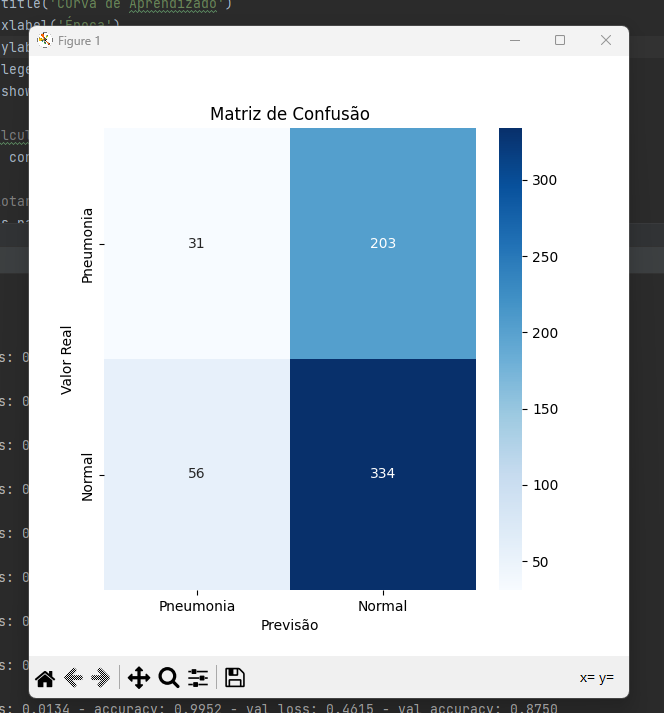 title('Curva de Aprendizado')
xlabel('Época')
ylab
lege
show
Figure 1
Matriz de Confusão
Pneumonia
31
203
Normal
56
334
Valor Real
Pneumonia
Normal
Previsão
300
250
200
150
100
50
lcul
con
otar
s: 0
s: 0
s: 0
s: 0
s: 0
s: 0
s: 0
s: 0
x= y=
s: 0.0134 - accuracy: 0.9952 - val_loss: 0.4615 - val_accuracy: 0.8750